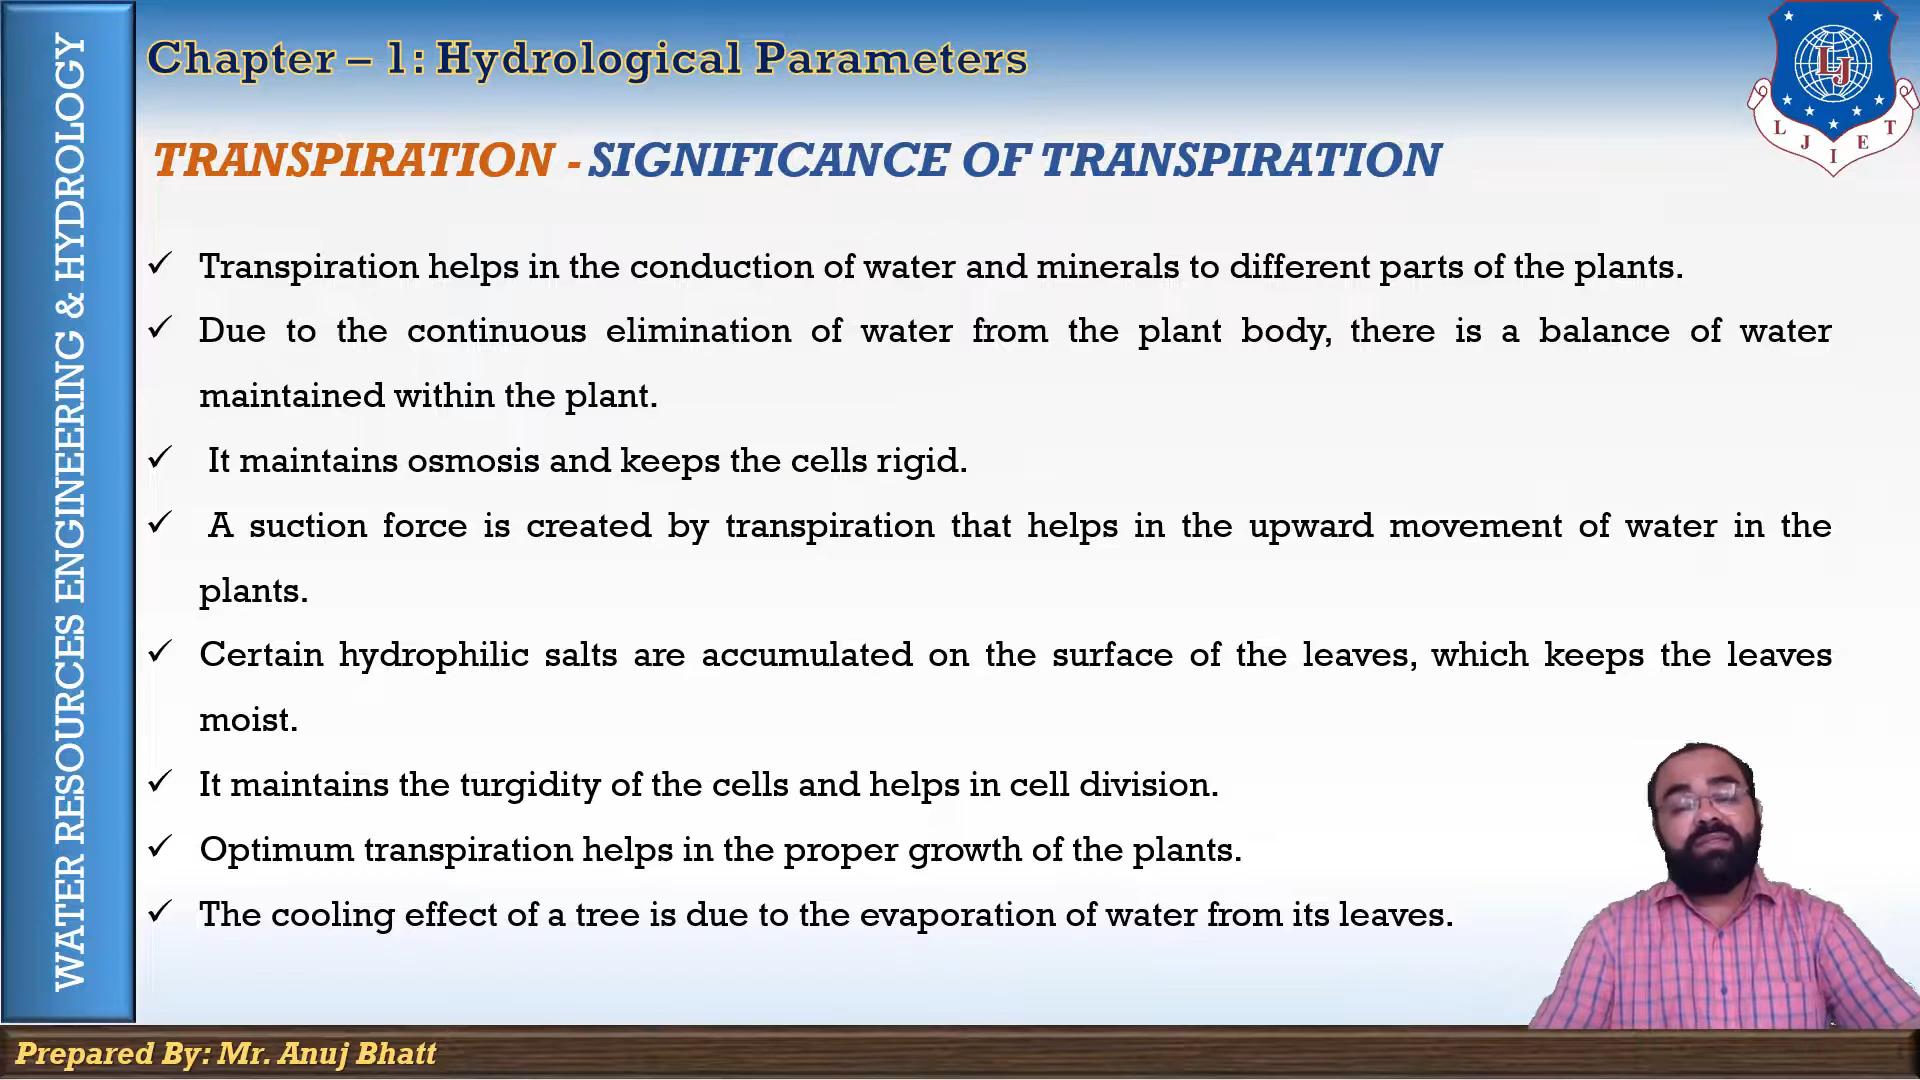 Chapter – 1: Hydrological Parameters
LJ
L J I E T
TRANSPIRATION - SIGNIFICANCE OF TRANSPIRATION
WATER RESOURCES ENGINEERING & HYDROLOGY
✓ Transpiration helps in the conduction of water and minerals to different parts of the plants.
✓ Due to the continuous elimination of water from the plant body, there is a balance of water
maintained within the plant.
✓ It maintains osmosis and keeps the cells rigid.
✓ A suction force is created by transpiration that helps in the upward movement of water in the
plants.
✓ Certain hydrophilic salts are accumulated on the surface of the leaves, which keeps the leaves
moist.
✓ It maintains the turgidity of the cells and helps in cell division.
✓ Optimum transpiration helps in the proper growth of the plants.
✓ The cooling effect of a tree is due to the evaporation of water from its leaves.
Prepared By: Mr. Anuj Bhatt